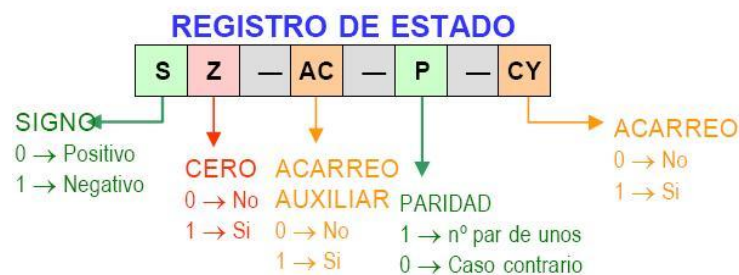 REGISTRO DE ESTADO
S Z — AC — P — CY
SIGNO
0 → Positivo
1 → Negativo
CERO
0 → No
1 → Si
ACARREO
AUXILIAR
0 → No
1 → Si
PARIDAD
1 → nº par de unos
0 → Caso contrario
ACARREO
0 → No
1 → Si